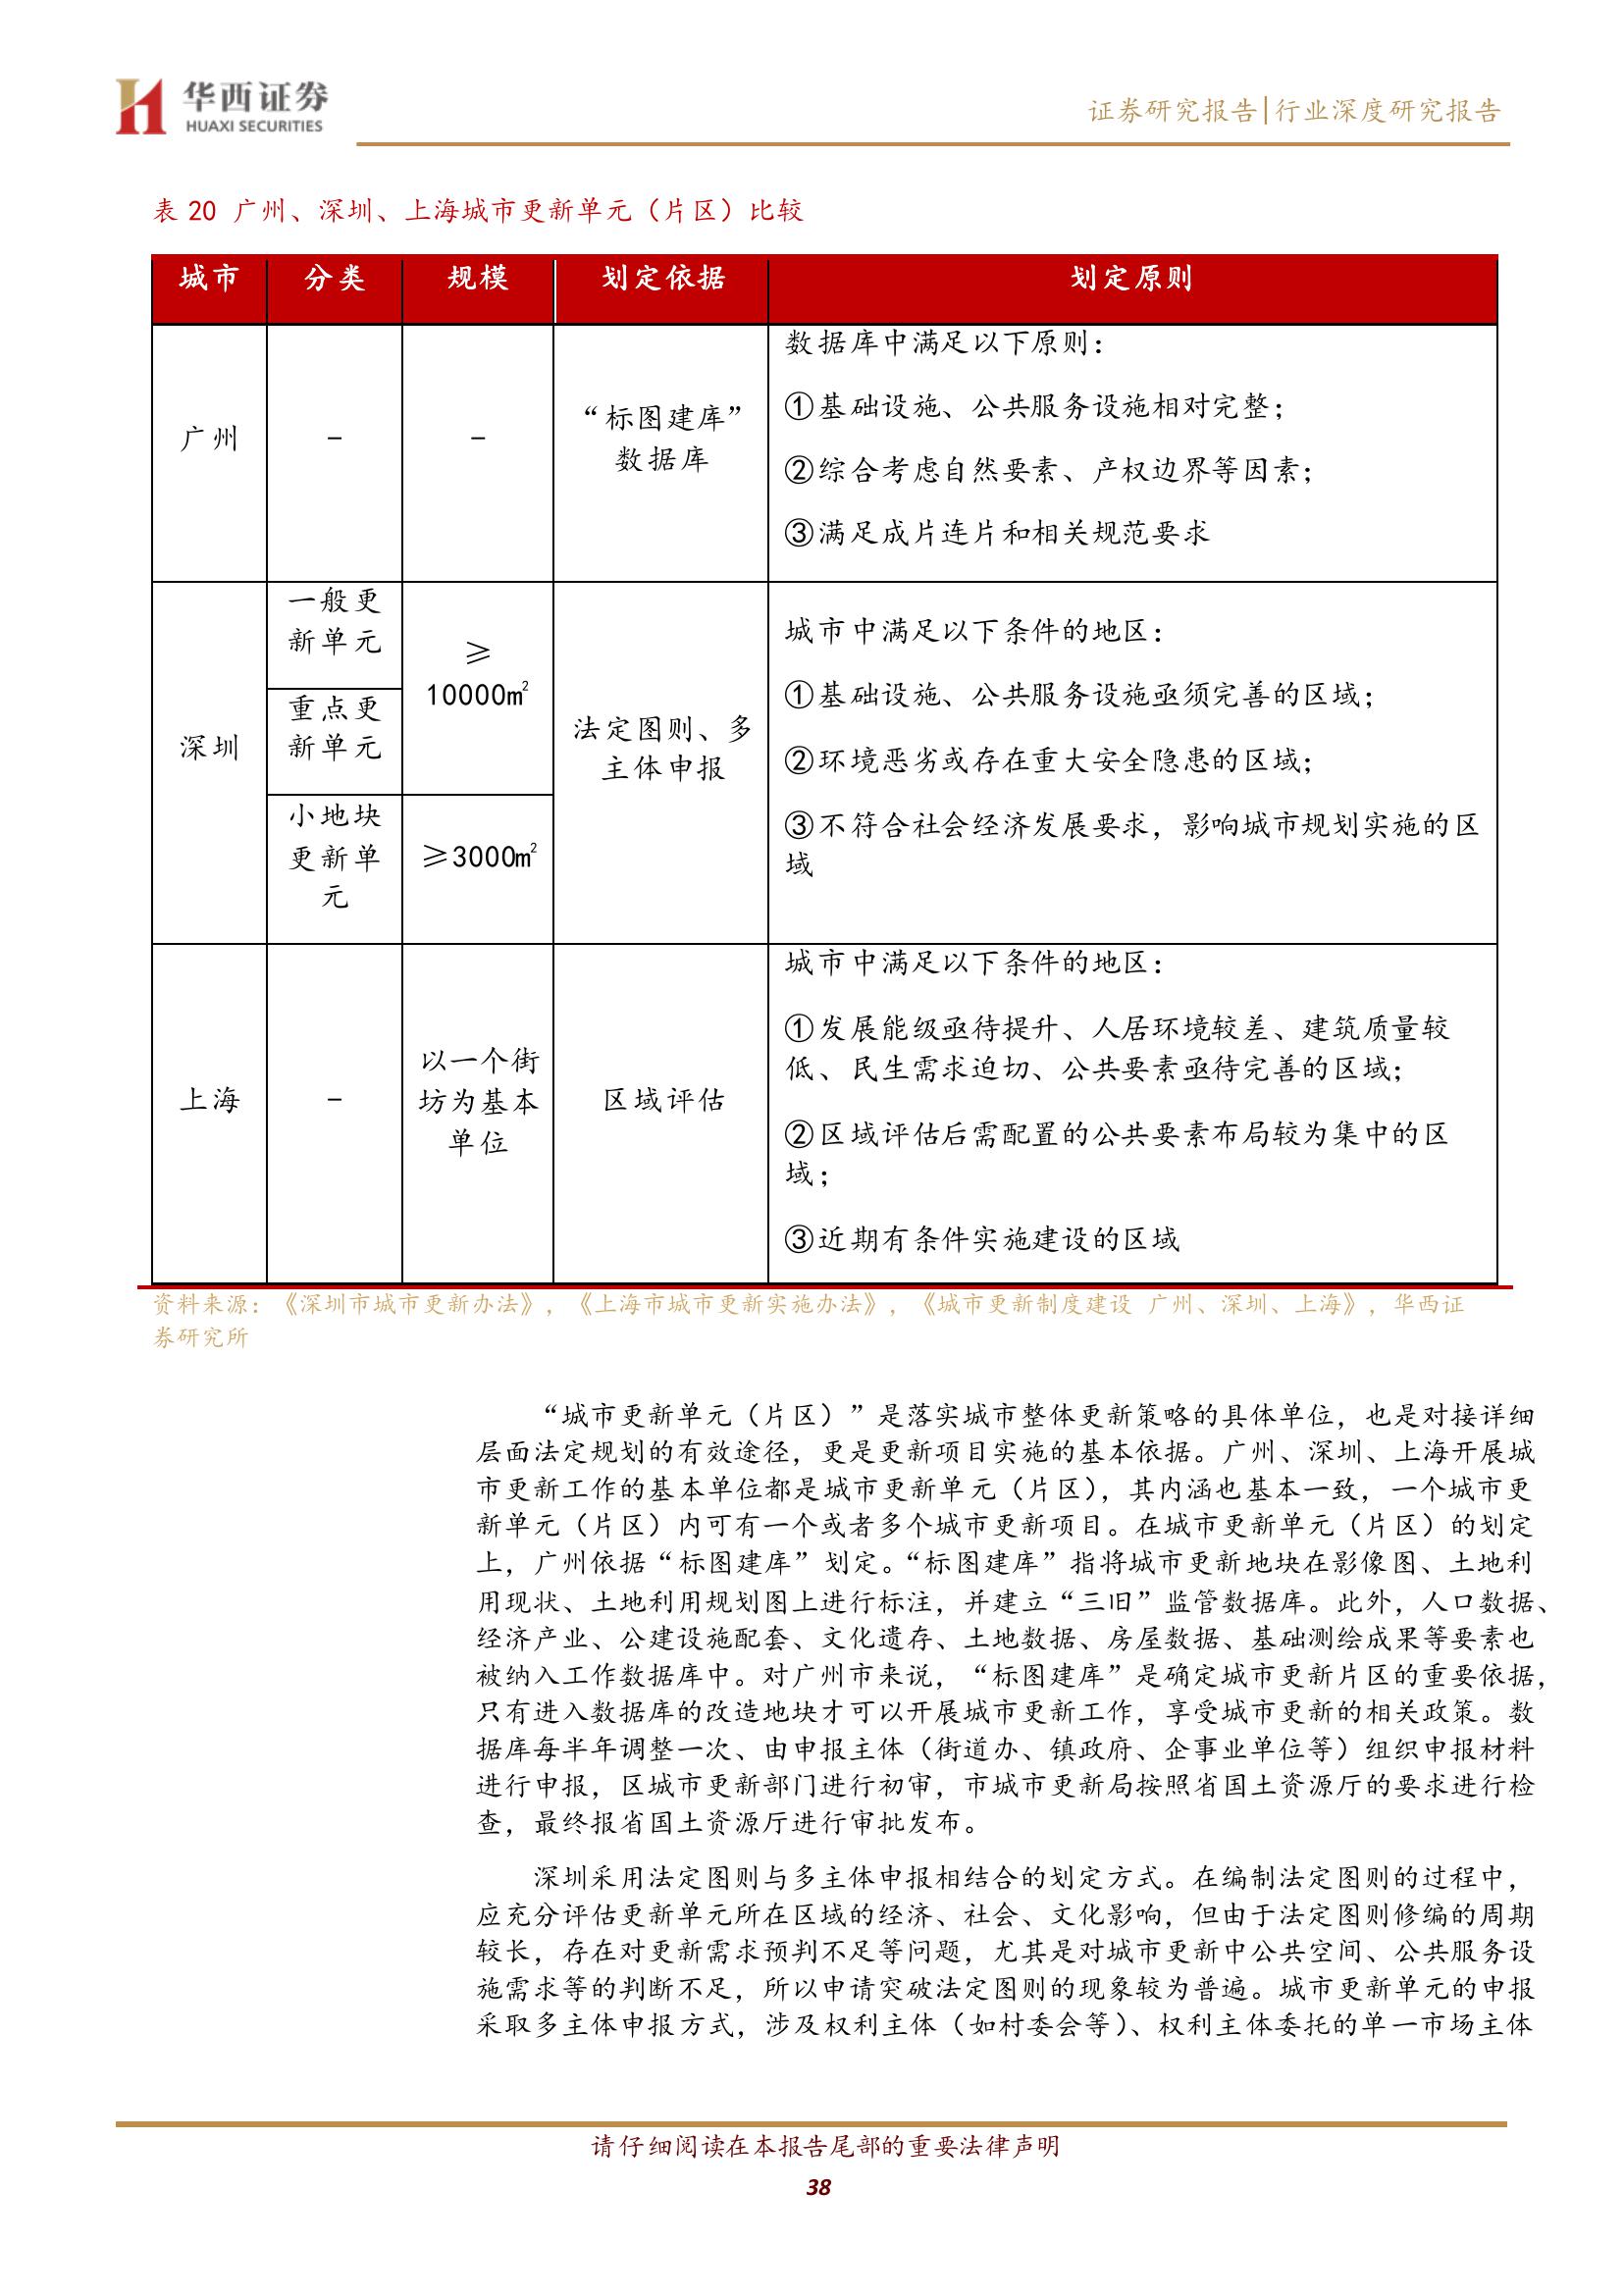 华西证券
HUAXI SECURITIES
证券研究报告|行业深度研究报告
表 20 广州、深圳、上海城市更新单元（片区）比较
城市 分类 规模 划定依据 划定原则
广州
-
-
“标图建库”
数据库
数据库中满足以下原则：
①基础设施、公共服务设施相对完整；
②综合考虑自然要素、产权边界等因素；
③满足成片连片和相关规范要求
深圳
一般更
新单元
重点更
新单元
≥
10000㎡
小地块
更新单
元
≥3000㎡
法定图则、多
主体申报
城市中满足以下条件的地区：
①基础设施、公共服务设施亟须完善的区域；
②环境恶劣或存在重大安全隐患的区域；
③不符合社会经济发展要求，影响城市规划实施的区
域
上海
-
以一个街
坊为基本
单位
区域评估
城市中满足以下条件的地区：
①发展能级亟待提升、人居环境较差、建筑质量较
低、民生需求迫切、公共要素亟待完善的区域；
②区域评估后需配置的公共要素布局较为集中的区
域；
③近期有条件实施建设的区域
资料来源：《深圳市城市更新办法》，《上海市城市更新实施办法》，《城市更新制度建设 广州、深圳、上海》，华西证
券研究所
“城市更新单元（片区）”是落实城市整体更新策略的具体单位，也是对接详细
层面法定规划的有效途径，更是更新项目实施的基本依据。广州、深圳、上海开展城
市更新工作的基本单位都是城市更新单元（片区），其内涵也基本一致，一个城市更
新单元（片区）内可有一个或者多个城市更新项目。在城市更新单元（片区）的划定
上，广州依据“标图建库”划定。“标图建库”指将城市更新地块在影像图、土地利
用现状、土地利用规划图上进行标注，并建立“三旧”监管数据库。此外，人口数据、
经济产业、公建设施配套、文化遗存、土地数据、房屋数据、基础测绘成果等要素也
被纳入工作数据库中。对广州市来说，“标图建库”是确定城市更新片区的重要依据，
只有进入数据库的改造地块才可以开展城市更新工作，享受城市更新的相关政策。数
据库每半年调整一次、由申报主体（街道办、镇政府、企事业单位等）组织申报材料
进行申报，区城市更新部门进行初审，市城市更新局按照省国土资源厅的要求进行检
查，最终报省国土资源厅进行审批发布。
深圳采用法定图则与多主体申报相结合的划定方式。在编制法定图则的过程中，
应充分评估更新单元所在区域的经济、社会、文化影响，但由于法定图则修编的周期
较长，存在对更新需求预判不足等问题，尤其是对城市更新中公共空间、公共服务设
施需求等的判断不足，所以申请突破法定图则的现象较为普遍。城市更新单元的申报
采取多主体申报方式，涉及权利主体（如村委会等）、权利主体委托的单一市场主体
请仔细阅读在本报告尾部的重要法律声明
38